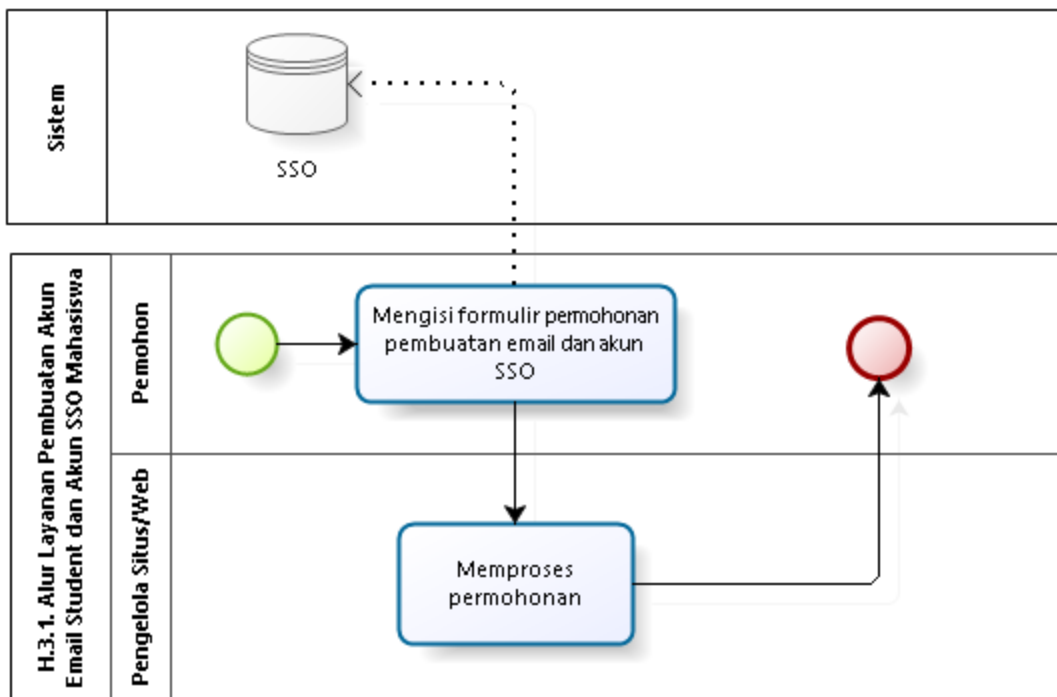 Sistem
SSO
H.3.1. Alur Layanan Pembuatan Akun
Email Student dan Akun SSO Mahasiswa
Pemohon
Mengisi formulir permohonan
pembuatan email dan akun
SSO
Pengelola Situs/Web
Memproses
permohonan